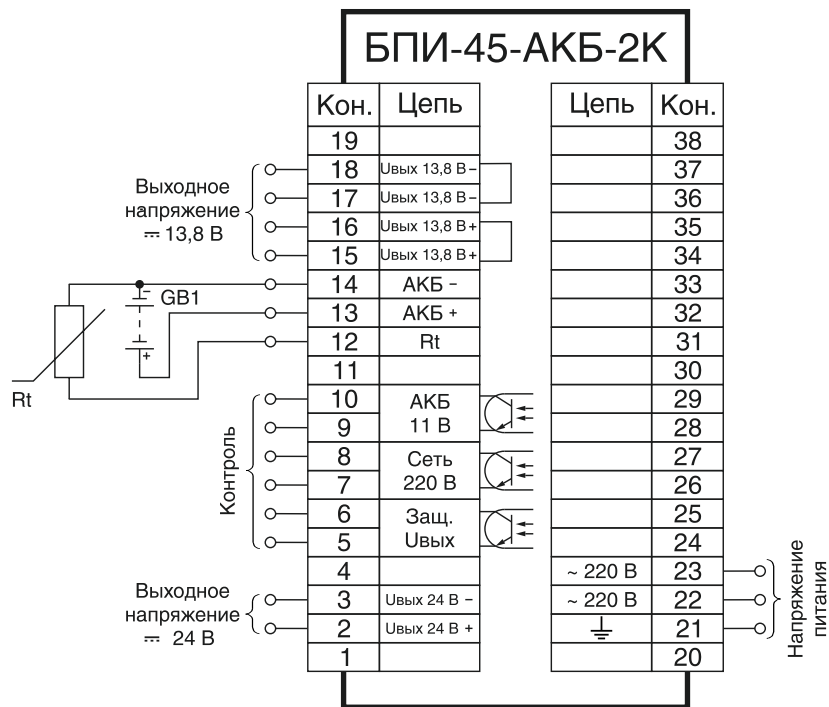 БПИ-45-АКБ-2К
Кон. Цепь
19
18 Uвых 13,8 В −
17 Uвых 13,8 В −
16 Uвых 13,8 В +
15 Uвых 13,8 В +
14 АКБ −
13 АКБ +
12 Rt
11
10 АКБ
9 11 В
8 Сеть
7 220 В
6 Защ.
5 Uвых
4
3 Uвых 24 В −
2 Uвых 24 В +
1
Выходное
напряжение
⎓ 13,8 В
−
GB1
+
Rt
Контроль
Выходное
напряжение
⎓ 24 В
Цепь Кон.
38
37
36
35
34
33
32
31
30
29
28
27
26
25
24
~ 220 В 23
~ 220 В 22
21
20
Напряжение
питания